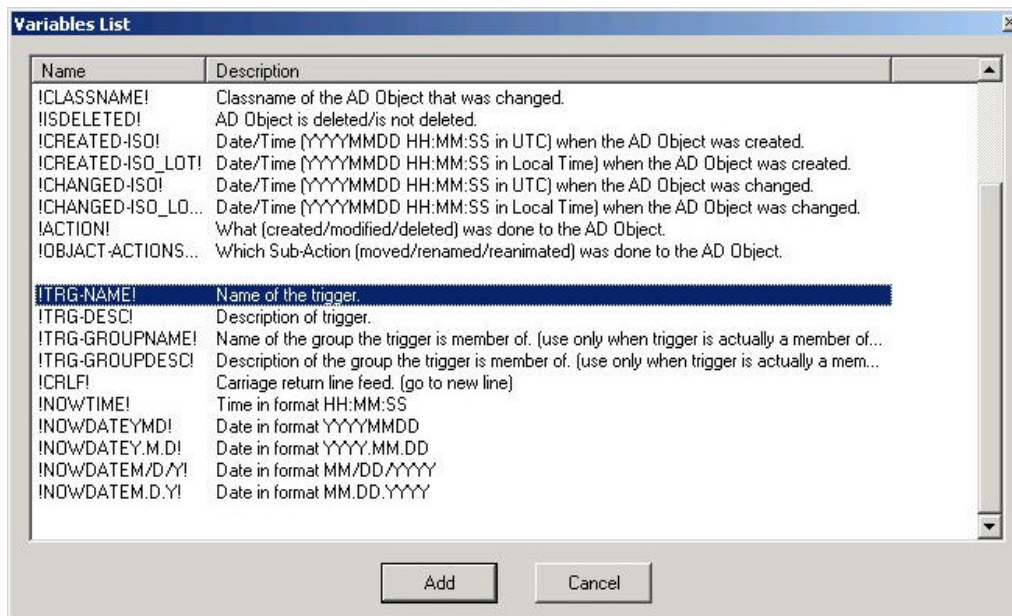 Variables List
Name Description
!CLASSNAME! Classname of the AD Object that was changed.
!ISDELETED! AD Object is deleted/is not deleted.
!CREATED-ISO! Date/Time (YYYYMMDD HH:MM:SS in UTC) when the AD Object was created.
!CREATED-ISO_LOT! Date/Time (YYYYMMDD HH:MM:SS in Local Time) when the AD Object was created.
!CHANGED-ISO! Date/Time (YYYYMMDD HH:MM:SS in UTC) when the AD Object was changed.
!CHANGED-ISO_LO... Date/Time (YYYYMMDD HH:MM:SS in Local Time) when the AD Object was changed.
!ACTION! What (created/modified/deleted) was done to the AD Object.
!OBJACT-ACTIONS... Which Sub-Action (moved/renamed/reanimated) was done to the AD Object.
!TRG-NAME! Name of the trigger.
!TRG-DESC! Description of trigger.
!TRG-GROUPNAME! Name of the group the trigger is member of. (use only when trigger is actually a member of...
!TRG-GROUPDESC! Description of the group the trigger is member of. (use only when trigger is actually a mem...
!CRLF! Carriage return line feed. (go to new line)
!NOWTIME! Time in format HH:MM:SS
!NOWDATEYMD! Date in format YYYYMMDD
!NOWDATEY.M.D! Date in format YYYY.MM.DD
!NOWDATEM/D/Y! Date in format MM/DD/YYYY
!NOWDATEM.D.Y! Date in format MM.DD.YYYY
Add Cancel